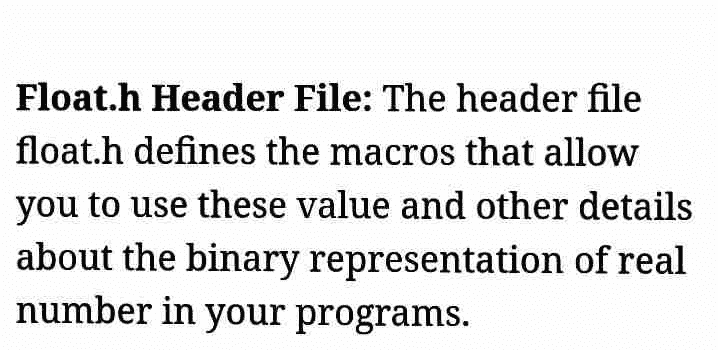 Float.h Header File: The header file
float.h defines the macros that allow
you to use these value and other details
about the binary representation of real
number in your programs.